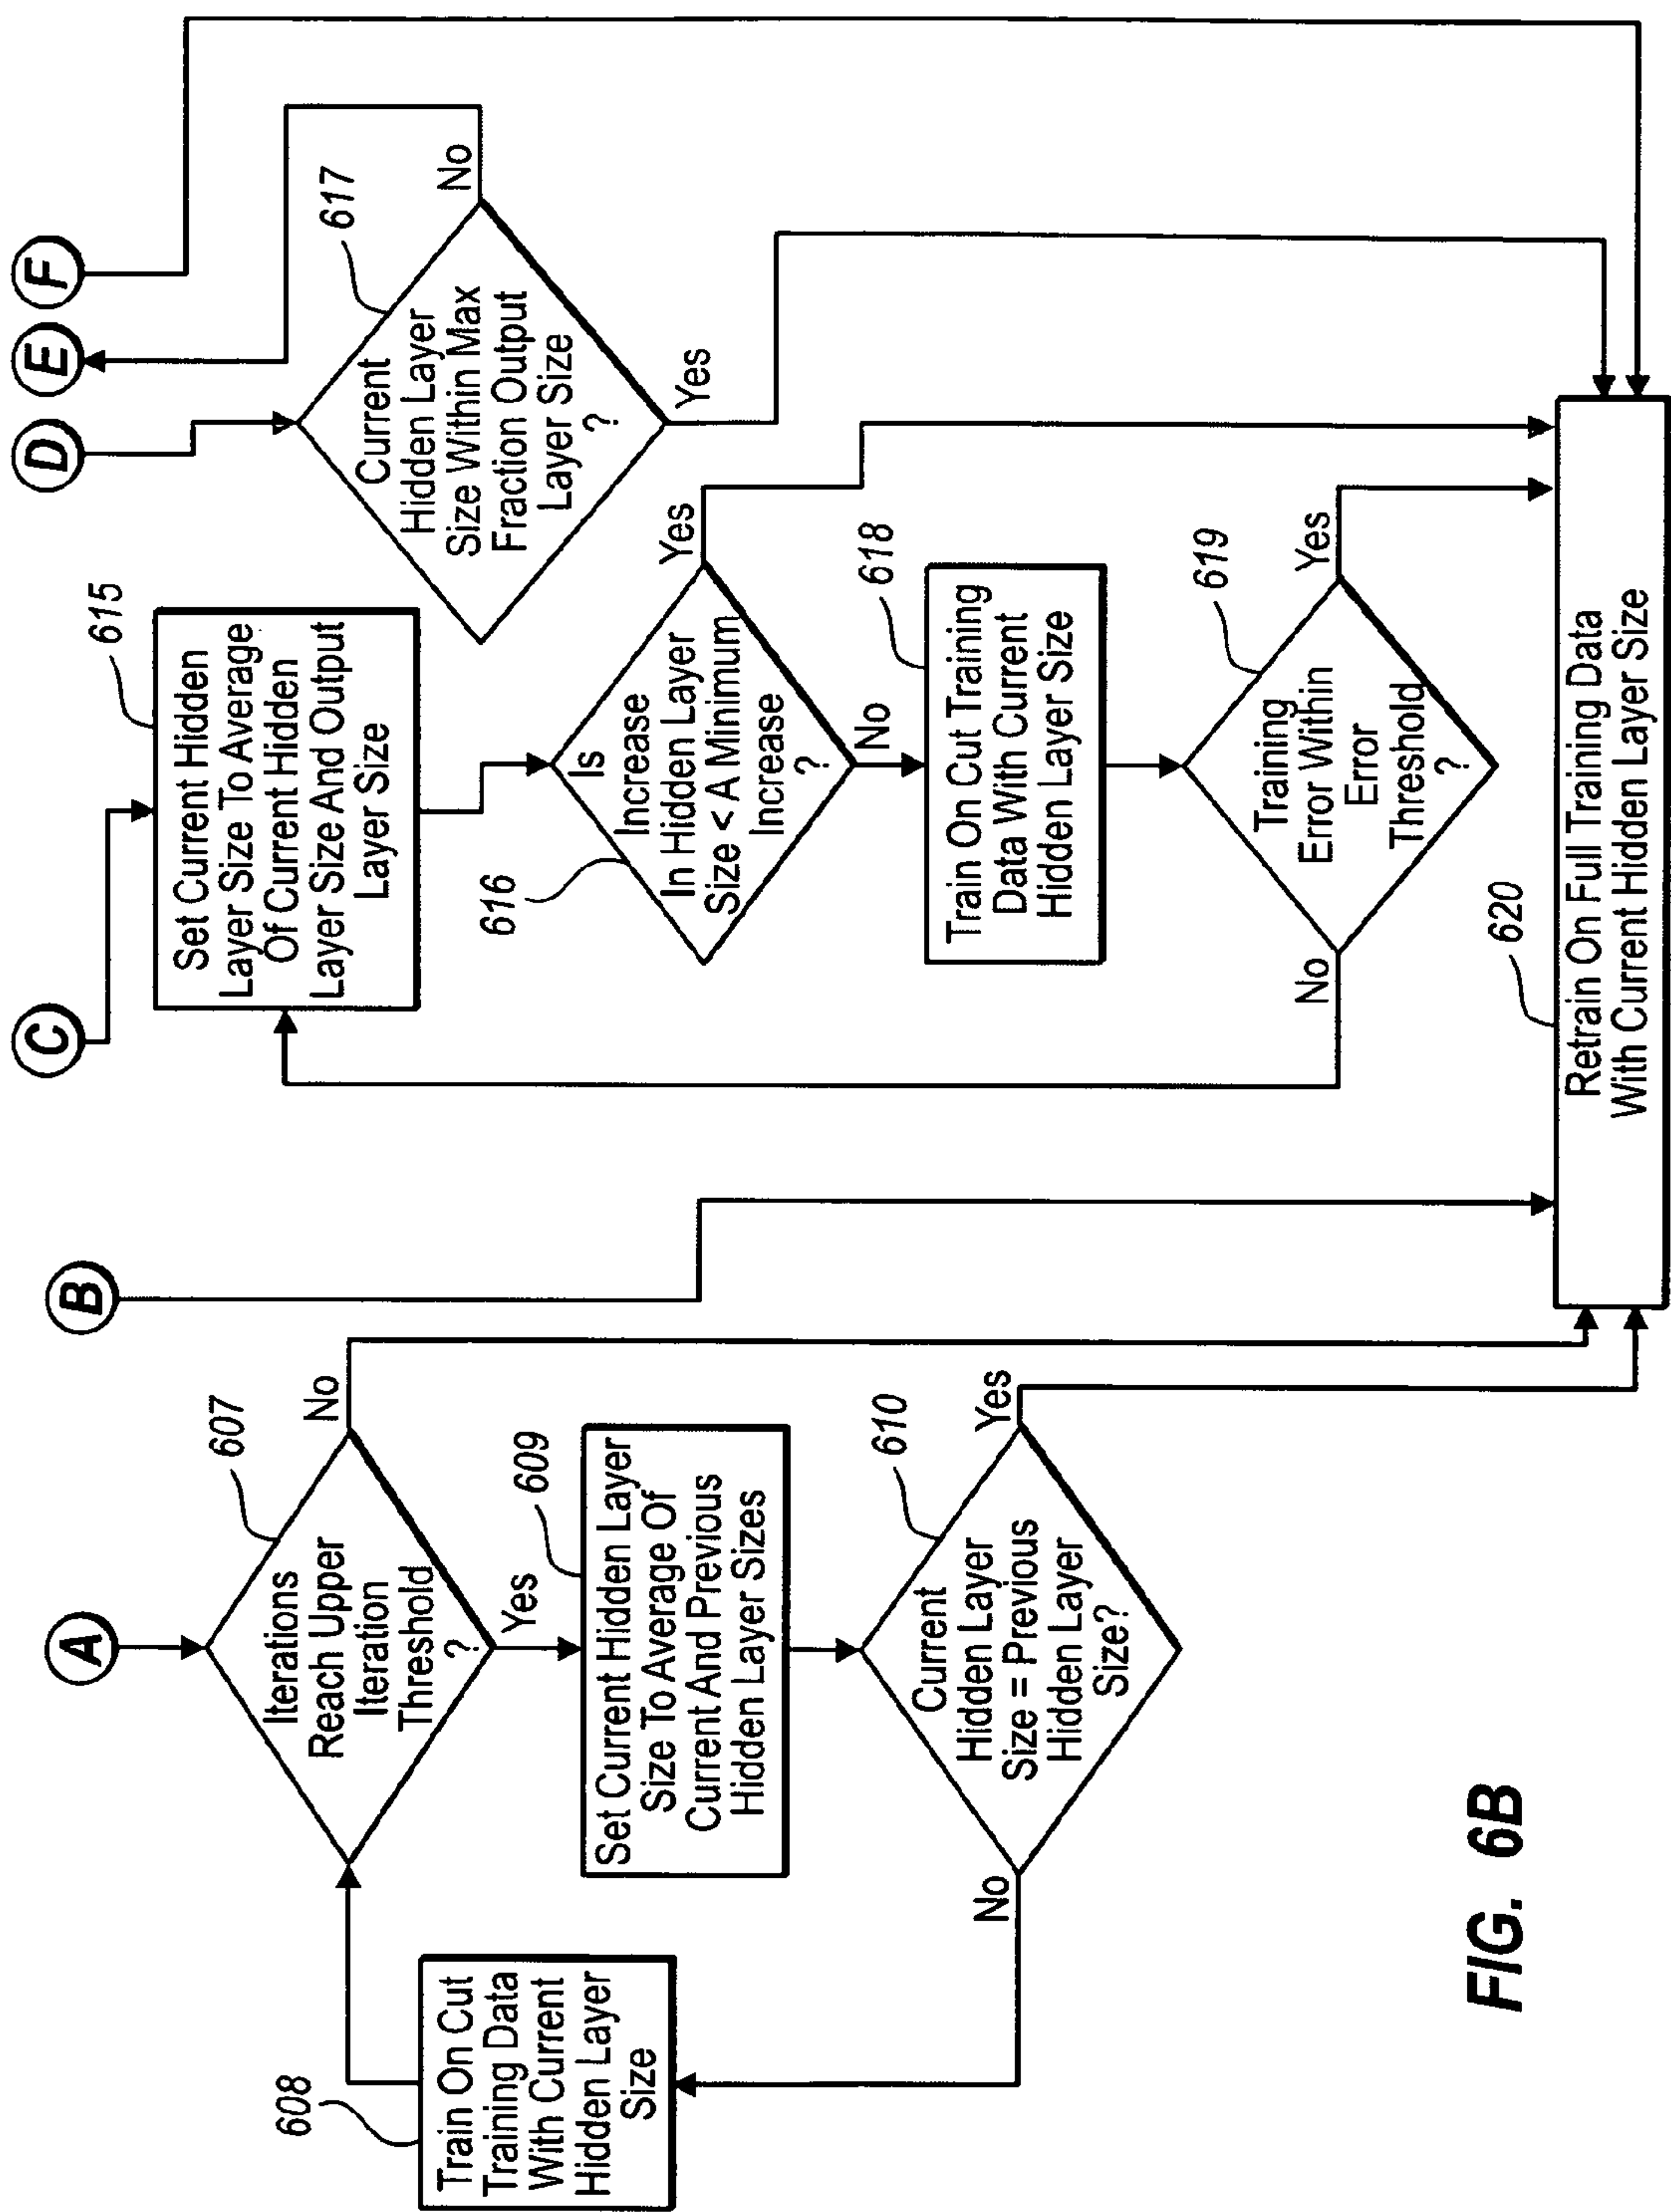 A
B
C
D
E
F
607
Iterations
Reach Upper
Iteration
Threshold
?
No
Yes
608
Train On Cut
Training Data
With Current
Hidden Layer
Size
609
Set Current Hidden Layer
Size To Average Of
Current And Previous
Hidden Layer Sizes
610
Current
Hidden Layer
Size = Previous
Hidden Layer
Size?
No
Yes
615
Set Current Hidden
Layer Size To Average
Of Current Hidden
Layer Size And Output
Layer Size
616
Is
Increase
In Hidden Layer
Size < A Minimum
Increase
?
Yes
No
617
Current
Hidden Layer
Size Within Max
Fraction Output
Layer Size
?
No
Yes
618
Train On Cut Training
Data With Current
Hidden Layer Size
619
Training
Error Within
Error
Threshold
?
No
Yes
620
Retrain On Full Training Data
With Current Hidden Layer Size
FIG. 6B